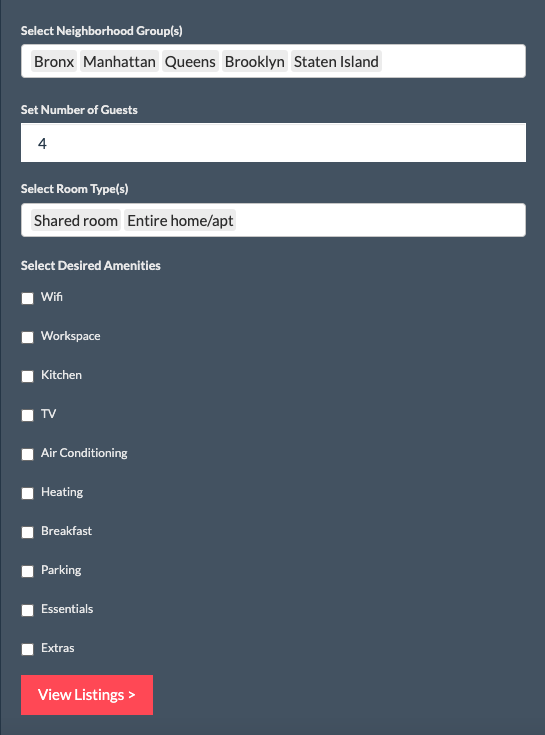 Select Neighborhood Group(s)
Bronx Manhattan Queens Brooklyn Staten Island
Set Number of Guests
4
Select Room Type(s)
Shared room Entire home/apt
Select Desired Amenities
Wifi
Workspace
Kitchen
TV
Air Conditioning
Heating
Breakfast
Parking
Essentials
Extras
View Listings >